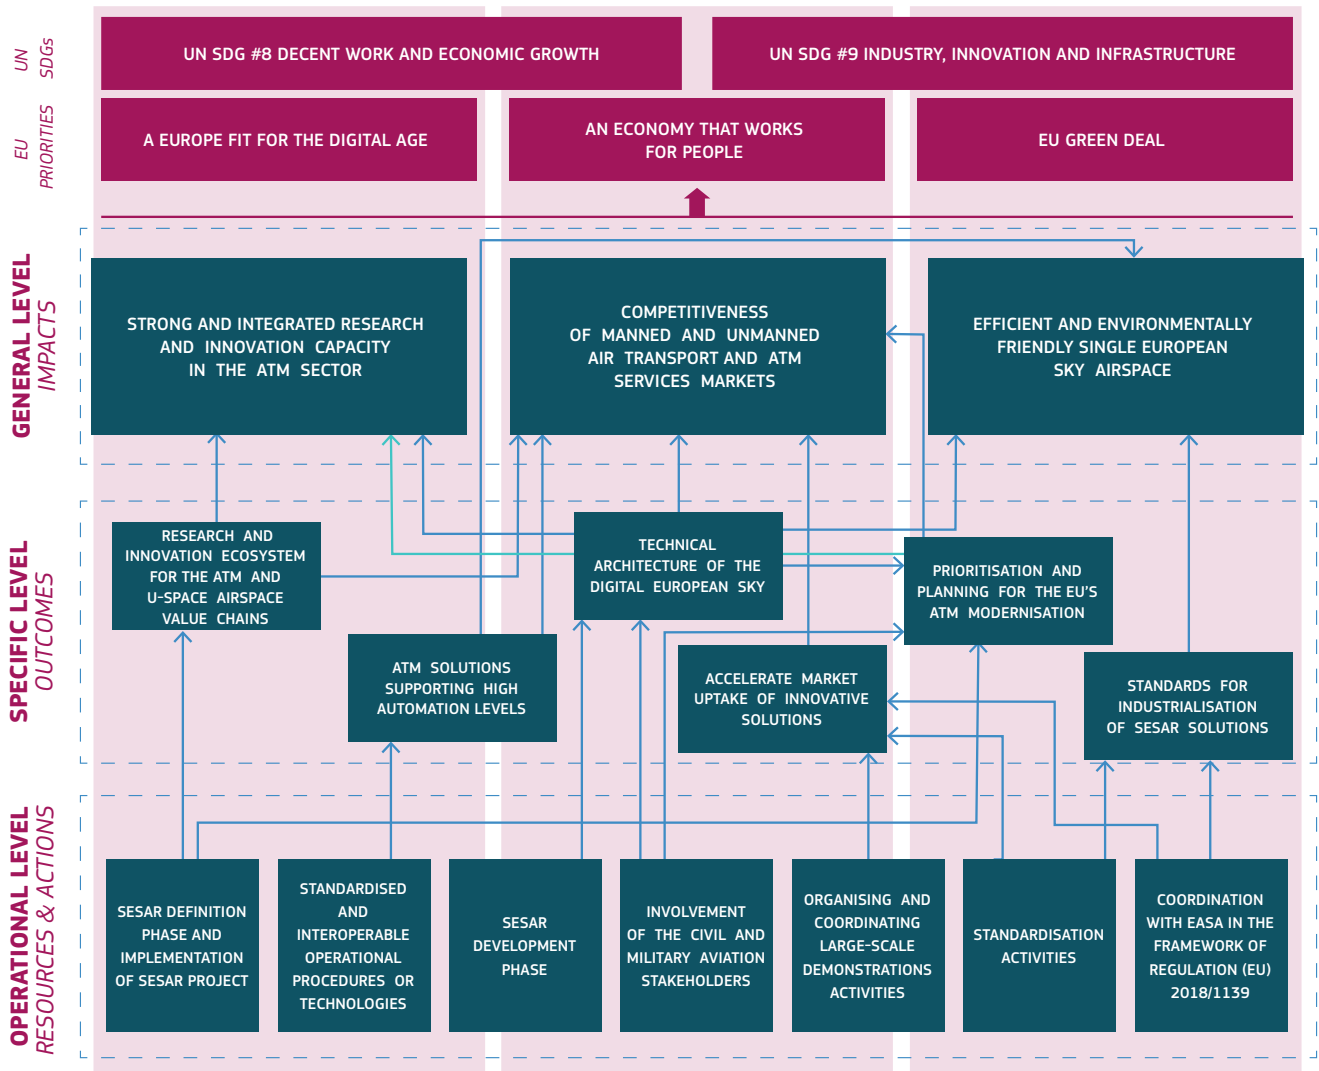 UN
SDGs
UN SDG #8 DECENT WORK AND ECONOMIC GROWTH
UN SDG #9 INDUSTRY, INNOVATION AND INFRASTRUCTURE
EU
PRIORITIES
A EUROPE FIT FOR THE DIGITAL AGE
AN ECONOMY THAT WORKS
FOR PEOPLE
EU GREEN DEAL
GENERAL LEVEL
IMPACTS
STRONG AND INTEGRATED RESEARCH
AND INNOVATION CAPACITY
IN THE ATM SECTOR
COMPETITIVENESS
OF MANNED AND UNMANNED
AIR TRANSPORT AND ATM
SERVICES MARKETS
EFFICIENT AND ENVIRONMENTALLY
FRIENDLY SINGLE EUROPEAN
SKY AIRSPACE
SPECIFIC LEVEL
OUTCOMES
RESEARCH AND
INNOVATION ECOSYSTEM
FOR THE ATM AND
U-SPACE AIRSPACE
VALUE CHAINS
ATM SOLUTIONS
SUPPORTING HIGH
AUTOMATION LEVELS
TECHNICAL
ARCHITECTURE OF THE
DIGITAL EUROPEAN SKY
ACCELERATE MARKET
UPTAKE OF INNOVATIVE
SOLUTIONS
PRIORITISATION AND
PLANNING FOR THE EU'S
ATM MODERNISATION
STANDARDS FOR
INDUSTRIALISATION
OF SESAR SOLUTIONS
OPERATIONAL LEVEL
RESOURCES & ACTIONS
SESAR DEFINITION
PHASE AND
IMPLEMENTATION
OF SESAR PROJECT
STANDARDISED
AND
INTEROPERABLE
OPERATIONAL
PROCEDURES OR
TECHNOLOGIES
SESAR
DEVELOPMENT
PHASE
INVOLVEMENT
OF THE CIVIL AND
MILITARY AVIATION
STAKEHOLDERS
ORGANISING AND
COORDINATING
LARGE-SCALE
DEMONSTRATIONS
ACTIVITIES
STANDARDISATION
ACTIVITIES
COORDINATION
WITH EASA IN THE
FRAMEWORK OF
REGULATION (EU)
2018/1139